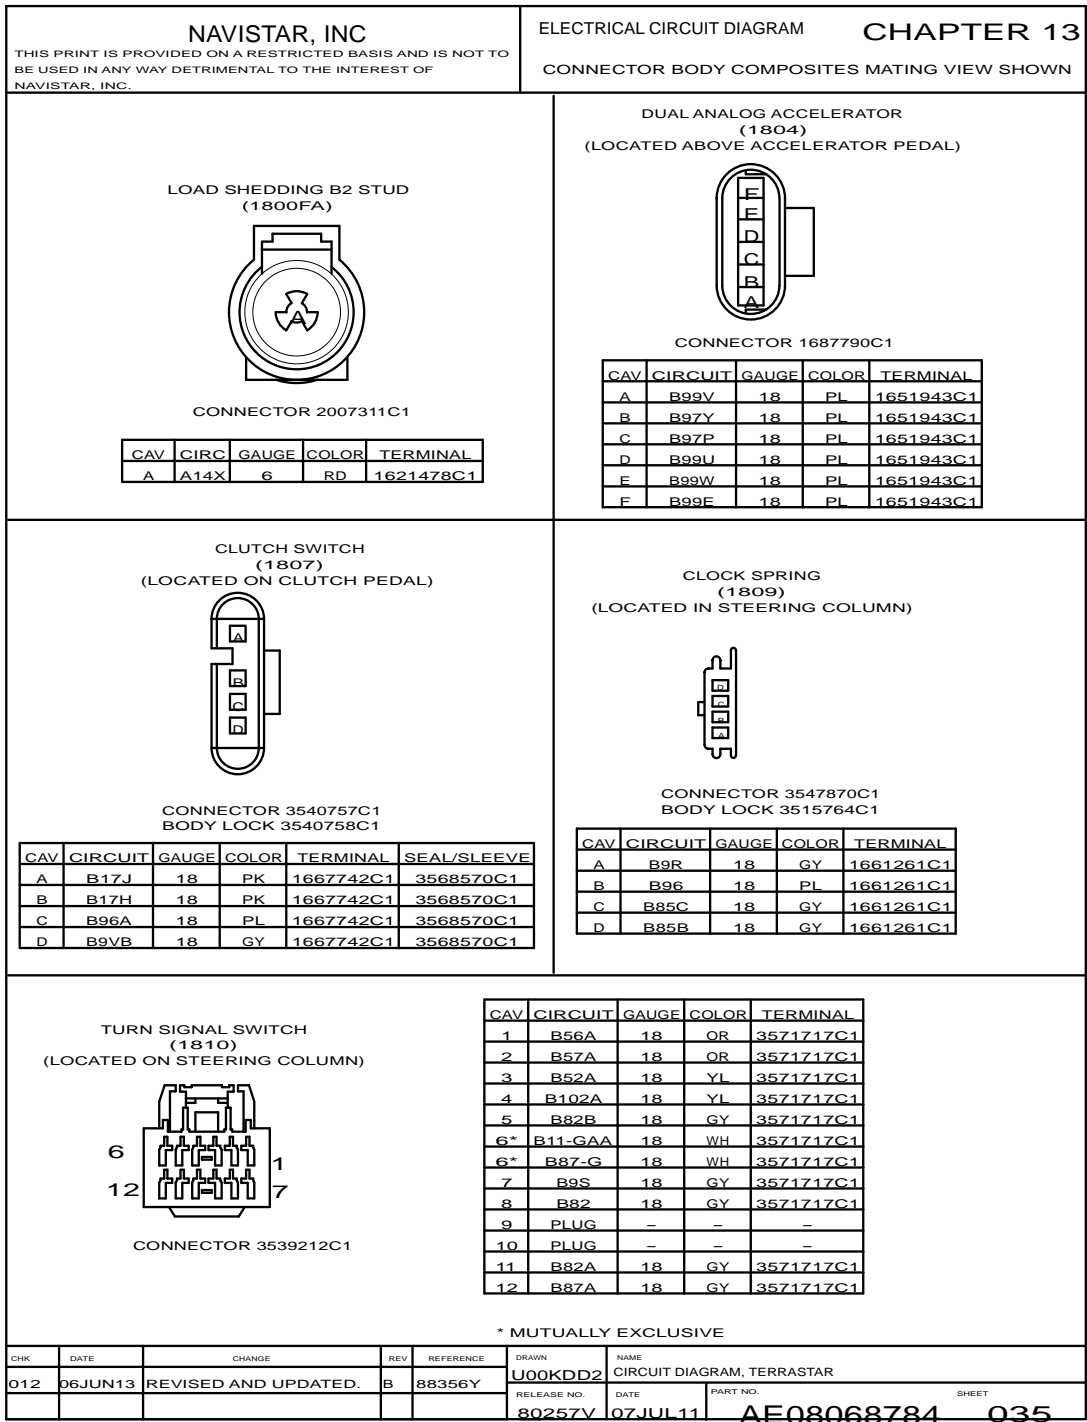 NAVISTAR, INC
THIS PRINT IS PROVIDED ON A RESTRICTED BASIS AND IS NOT TO
BE USED IN ANY WAY DETRIMENTAL TO THE INTEREST OF
NAVISTAR, INC.
ELECTRICAL CIRCUIT DIAGRAM CHAPTER 13
CONNECTOR BODY COMPOSITES MATING VIEW SHOWN
LOAD SHEDDING B2 STUD
(1800FA)
A
CONNECTOR 2007311C1
CAV CIRC GAUGE COLOR TERMINAL
A A14X 6 RD 1621478C1
DUAL ANALOG ACCELERATOR
(1804)
(LOCATED ABOVE ACCELERATOR PEDAL)
F
E
D
C
B
A
CONNECTOR 1687790C1
CAV CIRCUIT GAUGE COLOR TERMINAL
A B99V 18 PL 1651943C1
B B97Y 18 PL 1651943C1
C B97P 18 PL 1651943C1
D B99U 18 PL 1651943C1
E B99W 18 PL 1651943C1
F B99E 18 PL 1651943C1
CLUTCH SWITCH
(1807)
(LOCATED ON CLUTCH PEDAL)
A
B
C
D
CONNECTOR 3540757C1
BODY LOCK 3540758C1
CAV CIRCUIT GAUGE COLOR TERMINAL SEAL/SLEEVE
A B17J 18 PK 1667742C1 3568570C1
B B17H 18 PK 1667742C1 3568570C1
C B96A 18 PL 1667742C1 3568570C1
D B9VB 18 GY 1667742C1 3568570C1
CLOCK SPRING
(1809)
(LOCATED IN STEERING COLUMN)
D
C
B
A
CONNECTOR 3547870C1
BODY LOCK 3515764C1
CAV CIRCUIT GAUGE COLOR TERMINAL
A B9R 18 GY 1661261C1
B B96 18 PL 1661261C1
C B85C 18 GY 1661261C1
D B85B 18 GY 1661261C1
TURN SIGNAL SWITCH
(1810)
(LOCATED ON STEERING COLUMN)
6 1
12 7
CONNECTOR 3539212C1
CAV CIRCUIT GAUGE COLOR TERMINAL
1 B56A 18 OR 3571717C1
2 B57A 18 OR 3571717C1
3 B52A 18 YL 3571717C1
4 B102A 18 YL 3571717C1
5 B82B 18 GY 3571717C1
6* B11-GAA 18 WH 3571717C1
6* B87-G 18 WH 3571717C1
7 B9S 18 GY 3571717C1
8 B82 18 GY 3571717C1
9 PLUG – – –
10 PLUG – – –
11 B82A 18 GY 3571717C1
12 B87A 18 GY 3571717C1
* MUTUALLY EXCLUSIVE
CHK DATE CHANGE REV REFERENCE
012 06JUN13 REVISED AND UPDATED. B 88356Y
DRAWN NAME
U00KDD2 CIRCUIT DIAGRAM, TERRASTAR
RELEASE NO. DATE PART NO. SHEET
80257V 07JUL11 AE08068784 035